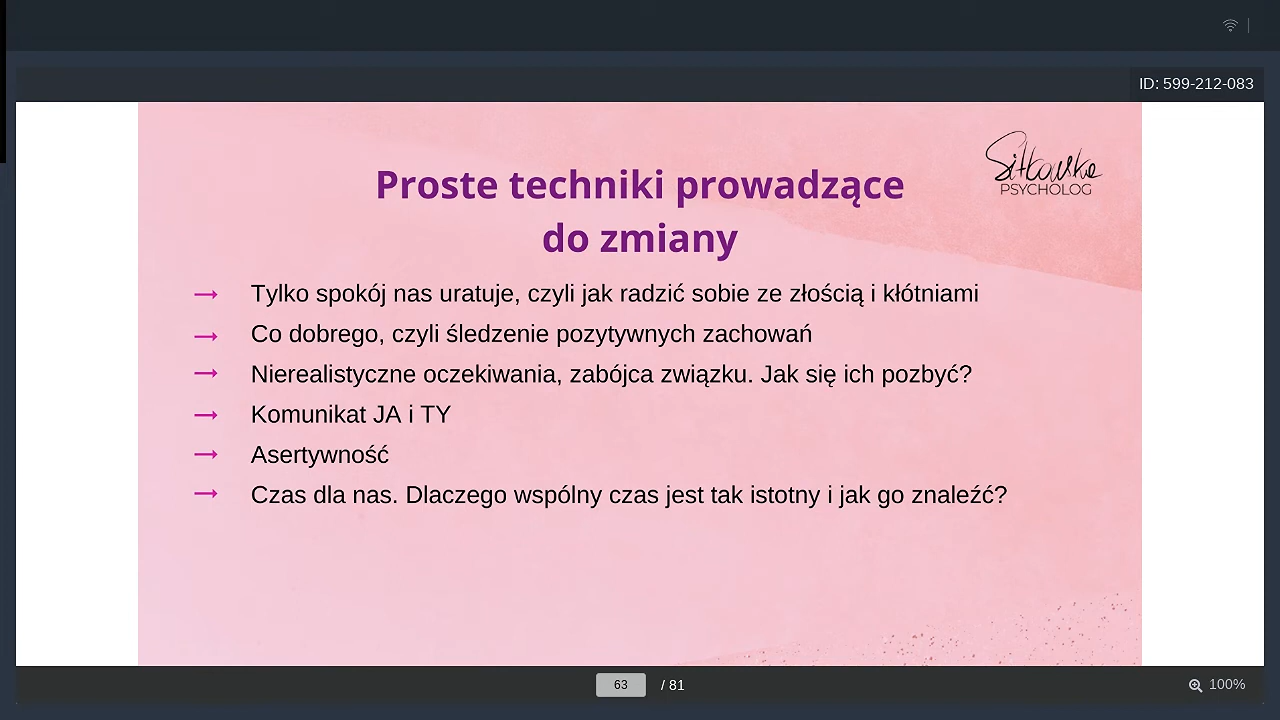 ID: 599-212-083
Siłowska
PSYCHOLOG
Proste techniki prowadzące
do zmiany
Tylko spokój nas uratuje, czyli jak radzić sobie ze złością i kłótniami
Co dobrego, czyli śledzenie pozytywnych zachowań
Nierealistyczne oczekiwania, zabójca związku. Jak się ich pozbyć?
Komunikat JA i TY
Asertywność
Czas dla nas. Dlaczego wspólny czas jest tak istotny i jak go znaleźć?
63 / 81
100%